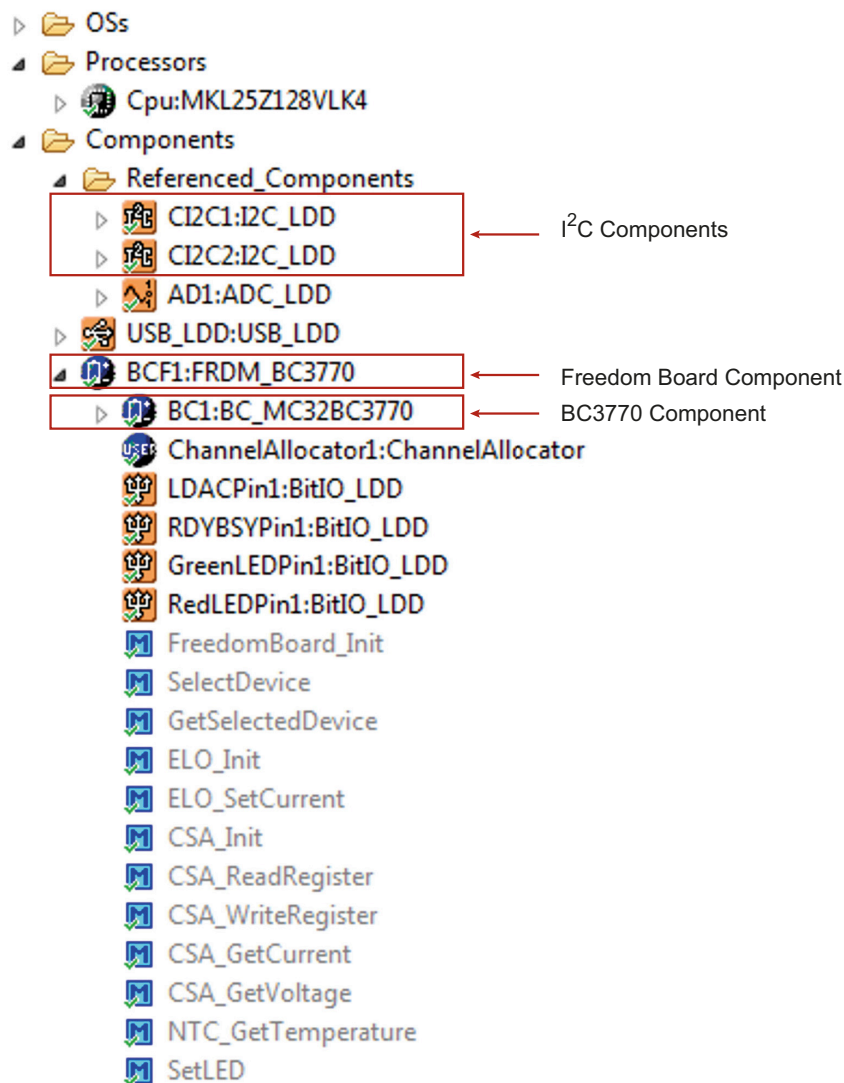 OSs
Processors
Cpu:MKL25Z128VLK4
Components
Referenced_Components
CI2C1:I2C_LDD
CI2C2:I2C_LDD
I²C Components
AD1:ADC_LDD
USB_LDD:USB_LDD
BCF1:FRDM_BC3770
Freedom Board Component
BC1:BC_MC32BC3770
BC3770 Component
ChannelAllocator1:ChannelAllocator
LDACPin1:BitIO_LDD
RDYBSYPin1:BitIO_LDD
GreenLEDPin1:BitIO_LDD
RedLEDPin1:BitIO_LDD
FreedomBoard_Init
SelectDevice
GetSelectedDevice
ELO_Init
ELO_SetCurrent
CSA_Init
CSA_ReadRegister
CSA_WriteRegister
CSA_GetCurrent
CSA_GetVoltage
NTC_GetTemperature
SetLED